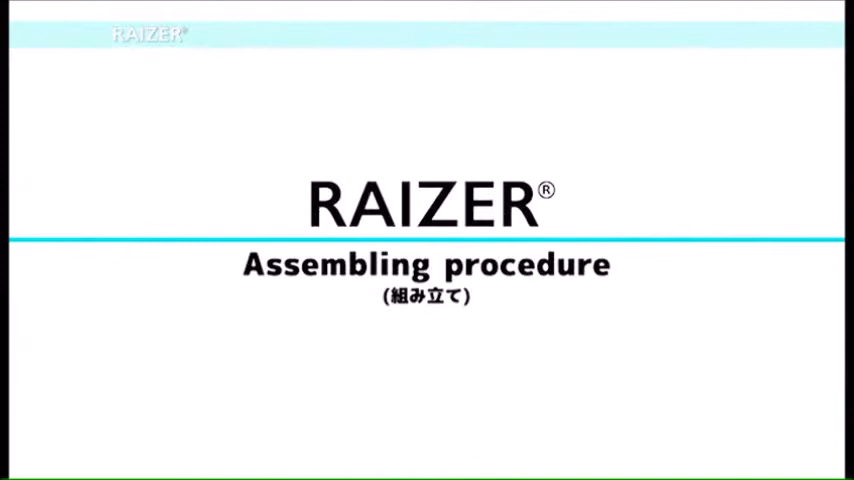 RAIZER®
RAIZER®
Assembling procedure
(組み立て)